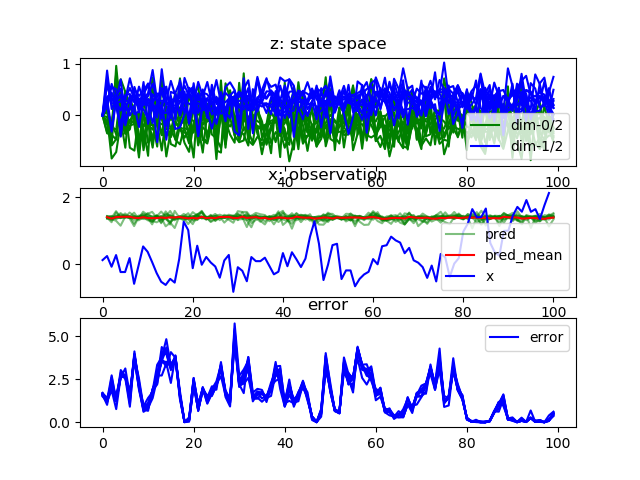 z: state space
1
0
dim-0/2
dim-1/2
0 20 40 60 80 100
x: observation
2
0
pred
pred_mean
x
0 20 40 60 80 100
error
5.0
2.5
0.0
error
0 20 40 60 80 100